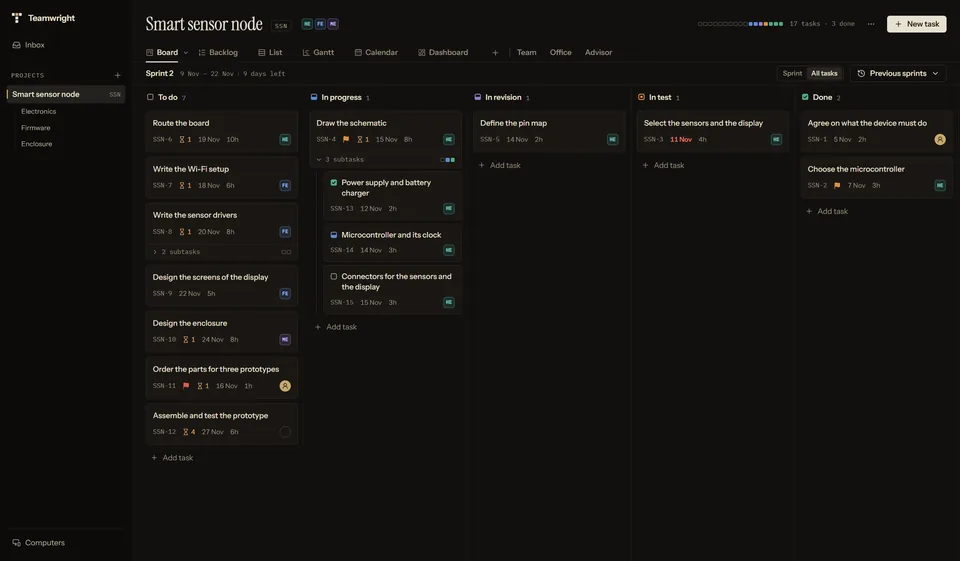 Teamwright
Inbox
PROJECTS
Smart sensor node SSN
Electronics
Firmware
Enclosure
Computers
Smart sensor node SSN HE FE ME
17 tasks · 3 done
New task
Board
Backlog
List
Gantt
Calendar
Dashboard
Team
Office
Advisor
Sprint 2 9 Nov – 22 Nov · 9 days left
Sprint All tasks
Previous sprints
To do 7
Route the board
SSN-6 1 19 Nov 10h HE
Write the Wi-Fi setup
SSN-7 1 18 Nov 6h FE
Write the sensor drivers
SSN-8 1 20 Nov 8h FE
2 subtasks
Design the screens of the display
SSN-9 22 Nov 5h FE
Design the enclosure
SSN-10 1 24 Nov 8h ME
Order the parts for three prototypes
SSN-11 1 16 Nov 1h
Assemble and test the prototype
SSN-12 4 27 Nov 6h
Add task
In progress 1
Draw the schematic
SSN-4 1 15 Nov 8h HE
3 subtasks
Power supply and battery
charger
SSN-13 12 Nov 2h HE
Microcontroller and its clock
SSN-14 14 Nov 3h HE
Connectors for the sensors and
the display
SSN-15 15 Nov 3h HE
Add task
In revision 1
Define the pin map
SSN-5 14 Nov 2h HE
Add task
In test 1
Select the sensors and the display
SSN-3 11 Nov 4h HE
Add task
Done 2
Agree on what the device must do
SSN-1 5 Nov 2h
Choose the microcontroller
SSN-2 7 Nov 3h HE
Add task